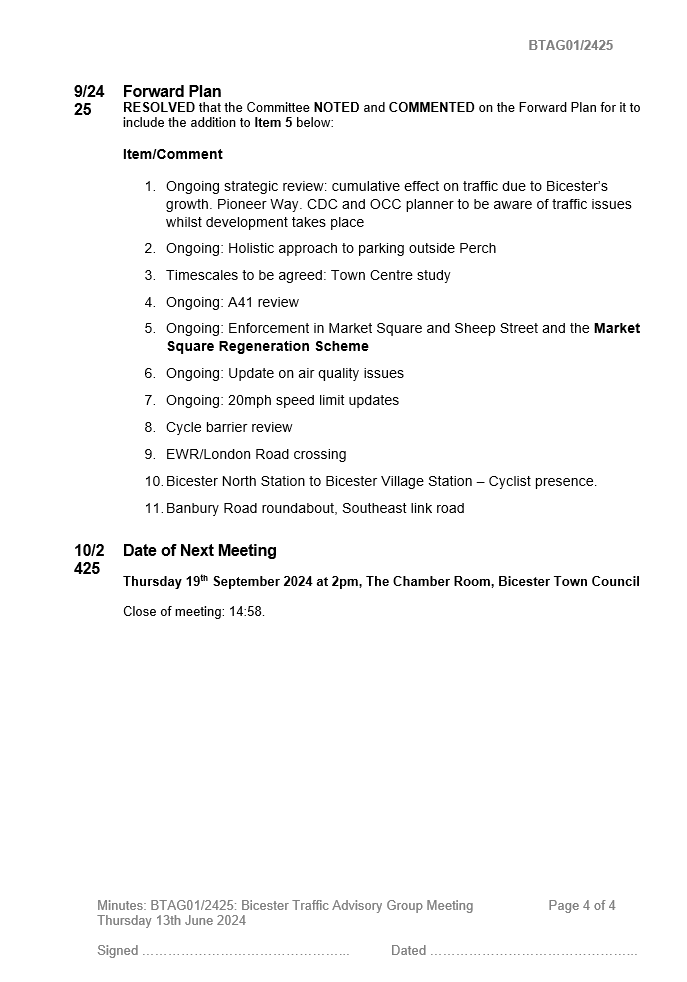 BTAG01/2425
9/24 Forward Plan
25 RESOLVED that the Committee NOTED and COMMENTED on the Forward Plan for it to
include the addition to Item 5 below:
Item/Comment
1. Ongoing strategic review: cumulative effect on traffic due to Bicester’s
growth. Pioneer Way. CDC and OCC planner to be aware of traffic issues
whilst development takes place
2. Ongoing: Holistic approach to parking outside Perch
3. Timescales to be agreed: Town Centre study
4. Ongoing: A41 review
5. Ongoing: Enforcement in Market Square and Sheep Street and the Market
Square Regeneration Scheme
6. Ongoing: Update on air quality issues
7. Ongoing: 20mph speed limit updates
8. Cycle barrier review
9. EWR/London Road crossing
10. Bicester North Station to Bicester Village Station – Cyclist presence.
11. Banbury Road roundabout, Southeast link road
10/2 Date of Next Meeting
425
Thursday 19th September 2024 at 2pm, The Chamber Room, Bicester Town Council
Close of meeting: 14:58.
Minutes: BTAG01/2425: Bicester Traffic Advisory Group Meeting Page 4 of 4
Thursday 13th June 2024
Signed ………………………………………... Dated …………………………………………...